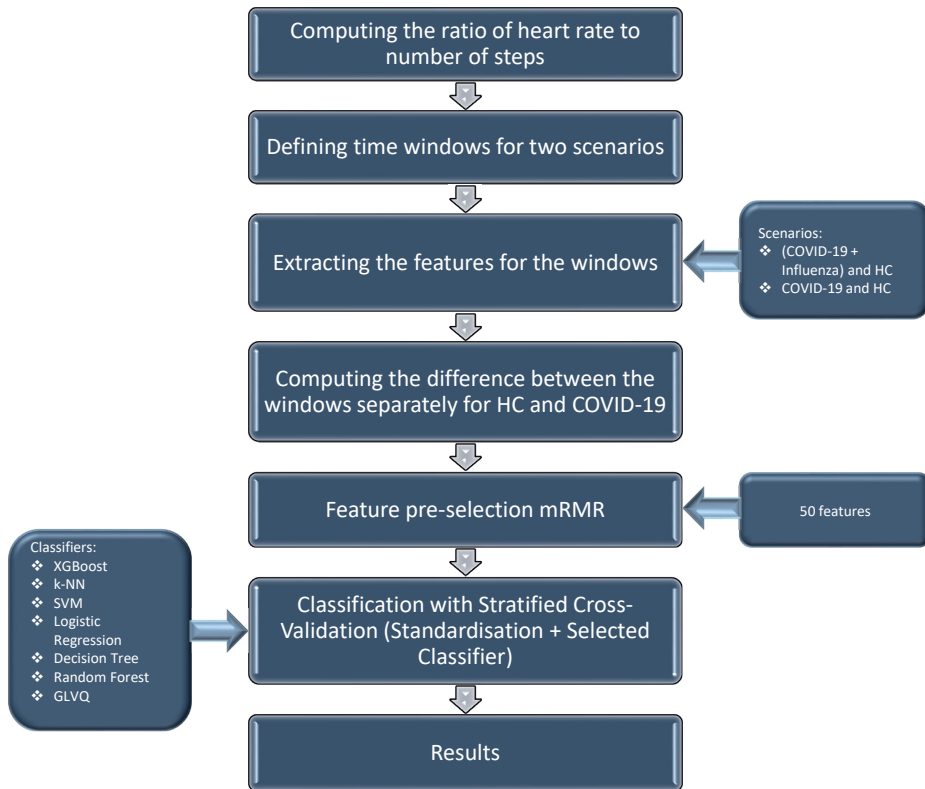 Computing the ratio of heart rate to
number of steps
Defining time windows for two scenarios
Extracting the features for the windows
Scenarios:
❖ (COVID-19 +
Influenza) and HC
❖ COVID-19 and HC
Computing the difference between the
windows separately for HC and COVID-19
Feature pre-selection mRMR
50 features
Classifiers:
❖ XGBoost
❖ k-NN
❖ SVM
❖ Logistic
Regression
❖ Decision Tree
❖ Random Forest
❖ GLVQ
Classification with Stratified Cross-
Validation (Standardisation + Selected
Classifier)
Results